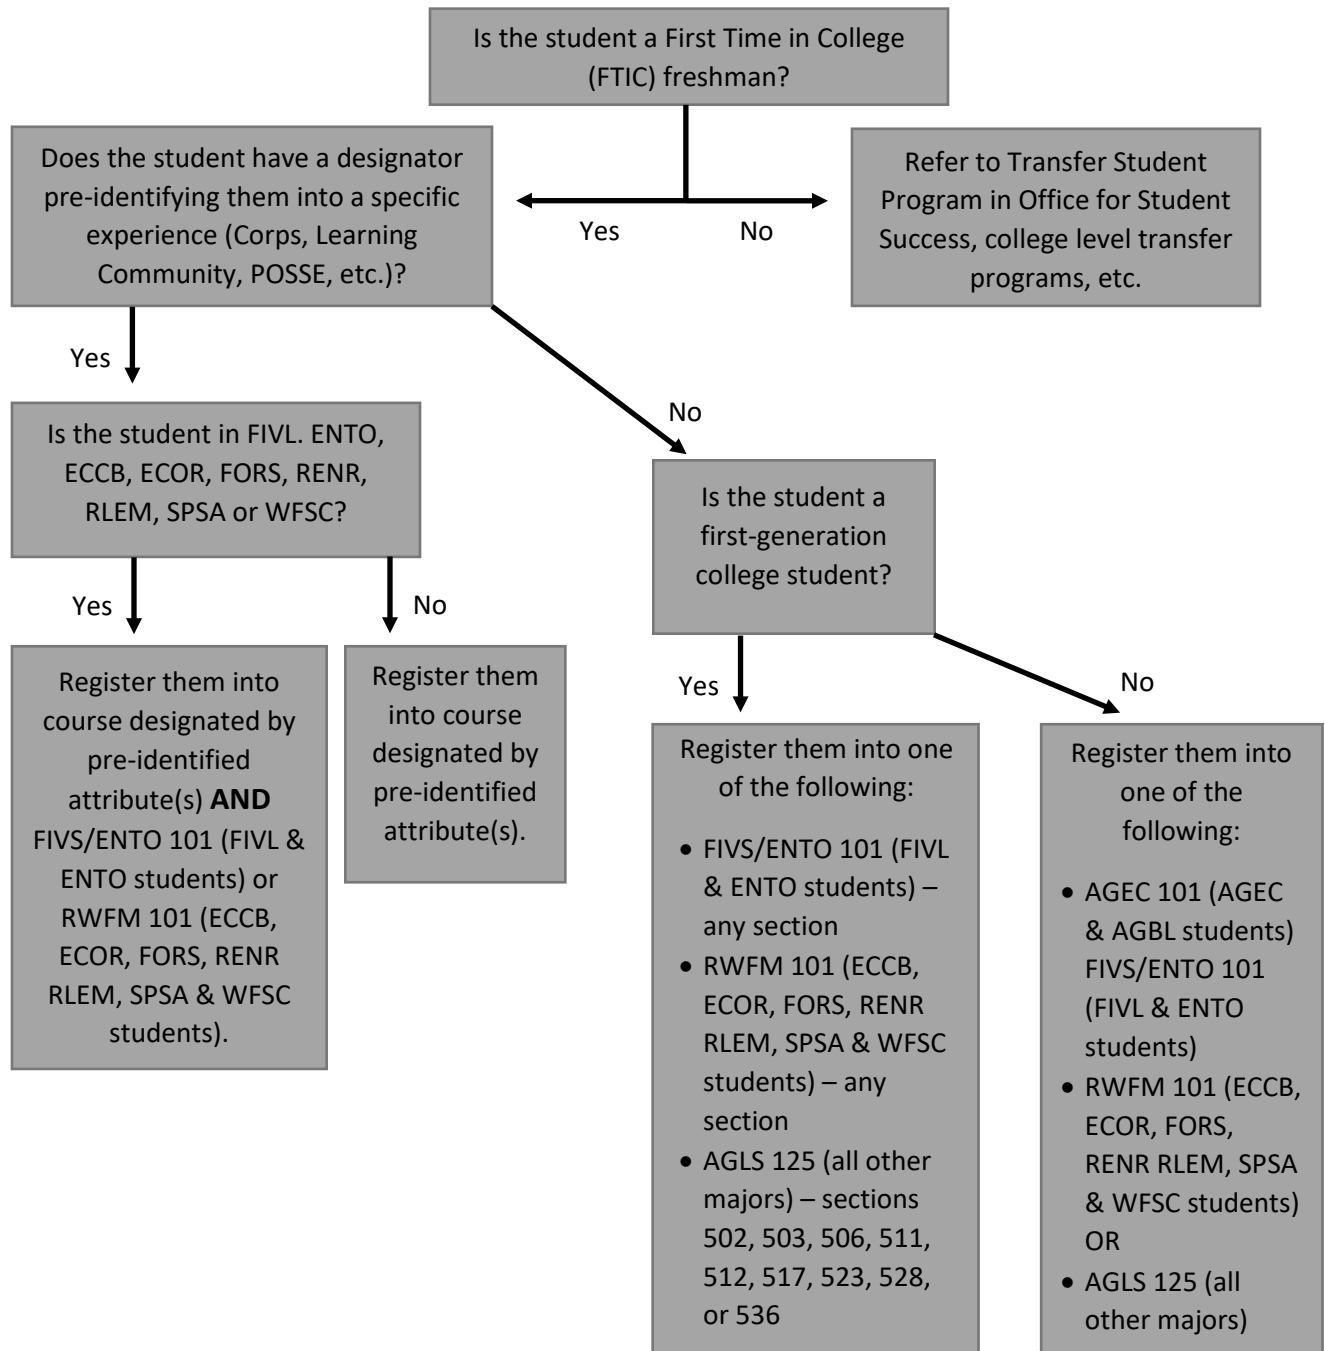 Is the student a First Time in College
(FTIC) freshman?
Does the student have a designator
pre-identifying them into a specific
experience (Corps, Learning
Community, POSSE, etc.)?
Yes
No
Refer to Transfer Student
Program in Office for Student
Success, college level transfer
programs, etc.
Yes
No
Is the student in FIVL. ENTO,
ECCB, ECOR, FORS, RENR,
RLEM, SPSA or WFSC?
Is the student a
first-generation
college student?
Yes
No
Register them into
course designated by
pre-identified
attribute(s) AND
FIVS/ENTO 101 (FIVL &
ENTO students) or
RWFM 101 (ECCB,
ECOR, FORS, RENR
RLEM, SPSA & WFSC
students).
Register them
into course
designated by
pre-identified
attribute(s).
Yes
No
Register them into one
of the following:
• FIVS/ENTO 101 (FIVL
& ENTO students) –
any section
• RWFM 101 (ECCB,
ECOR, FORS, RENR
RLEM, SPSA & WFSC
students) – any
section
• AGLS 125 (all other
majors) – sections
502, 503, 506, 511,
512, 517, 523, 528,
or 536
Register them into
one of the
following:
• AGEC 101 (AGEC
& AGBL students)
FIVS/ENTO 101
(FIVL & ENTO
students)
• RWFM 101 (ECCB,
ECOR, FORS,
RENR RLEM, SPSA
& WFSC students)
OR
• AGLS 125 (all
other majors)